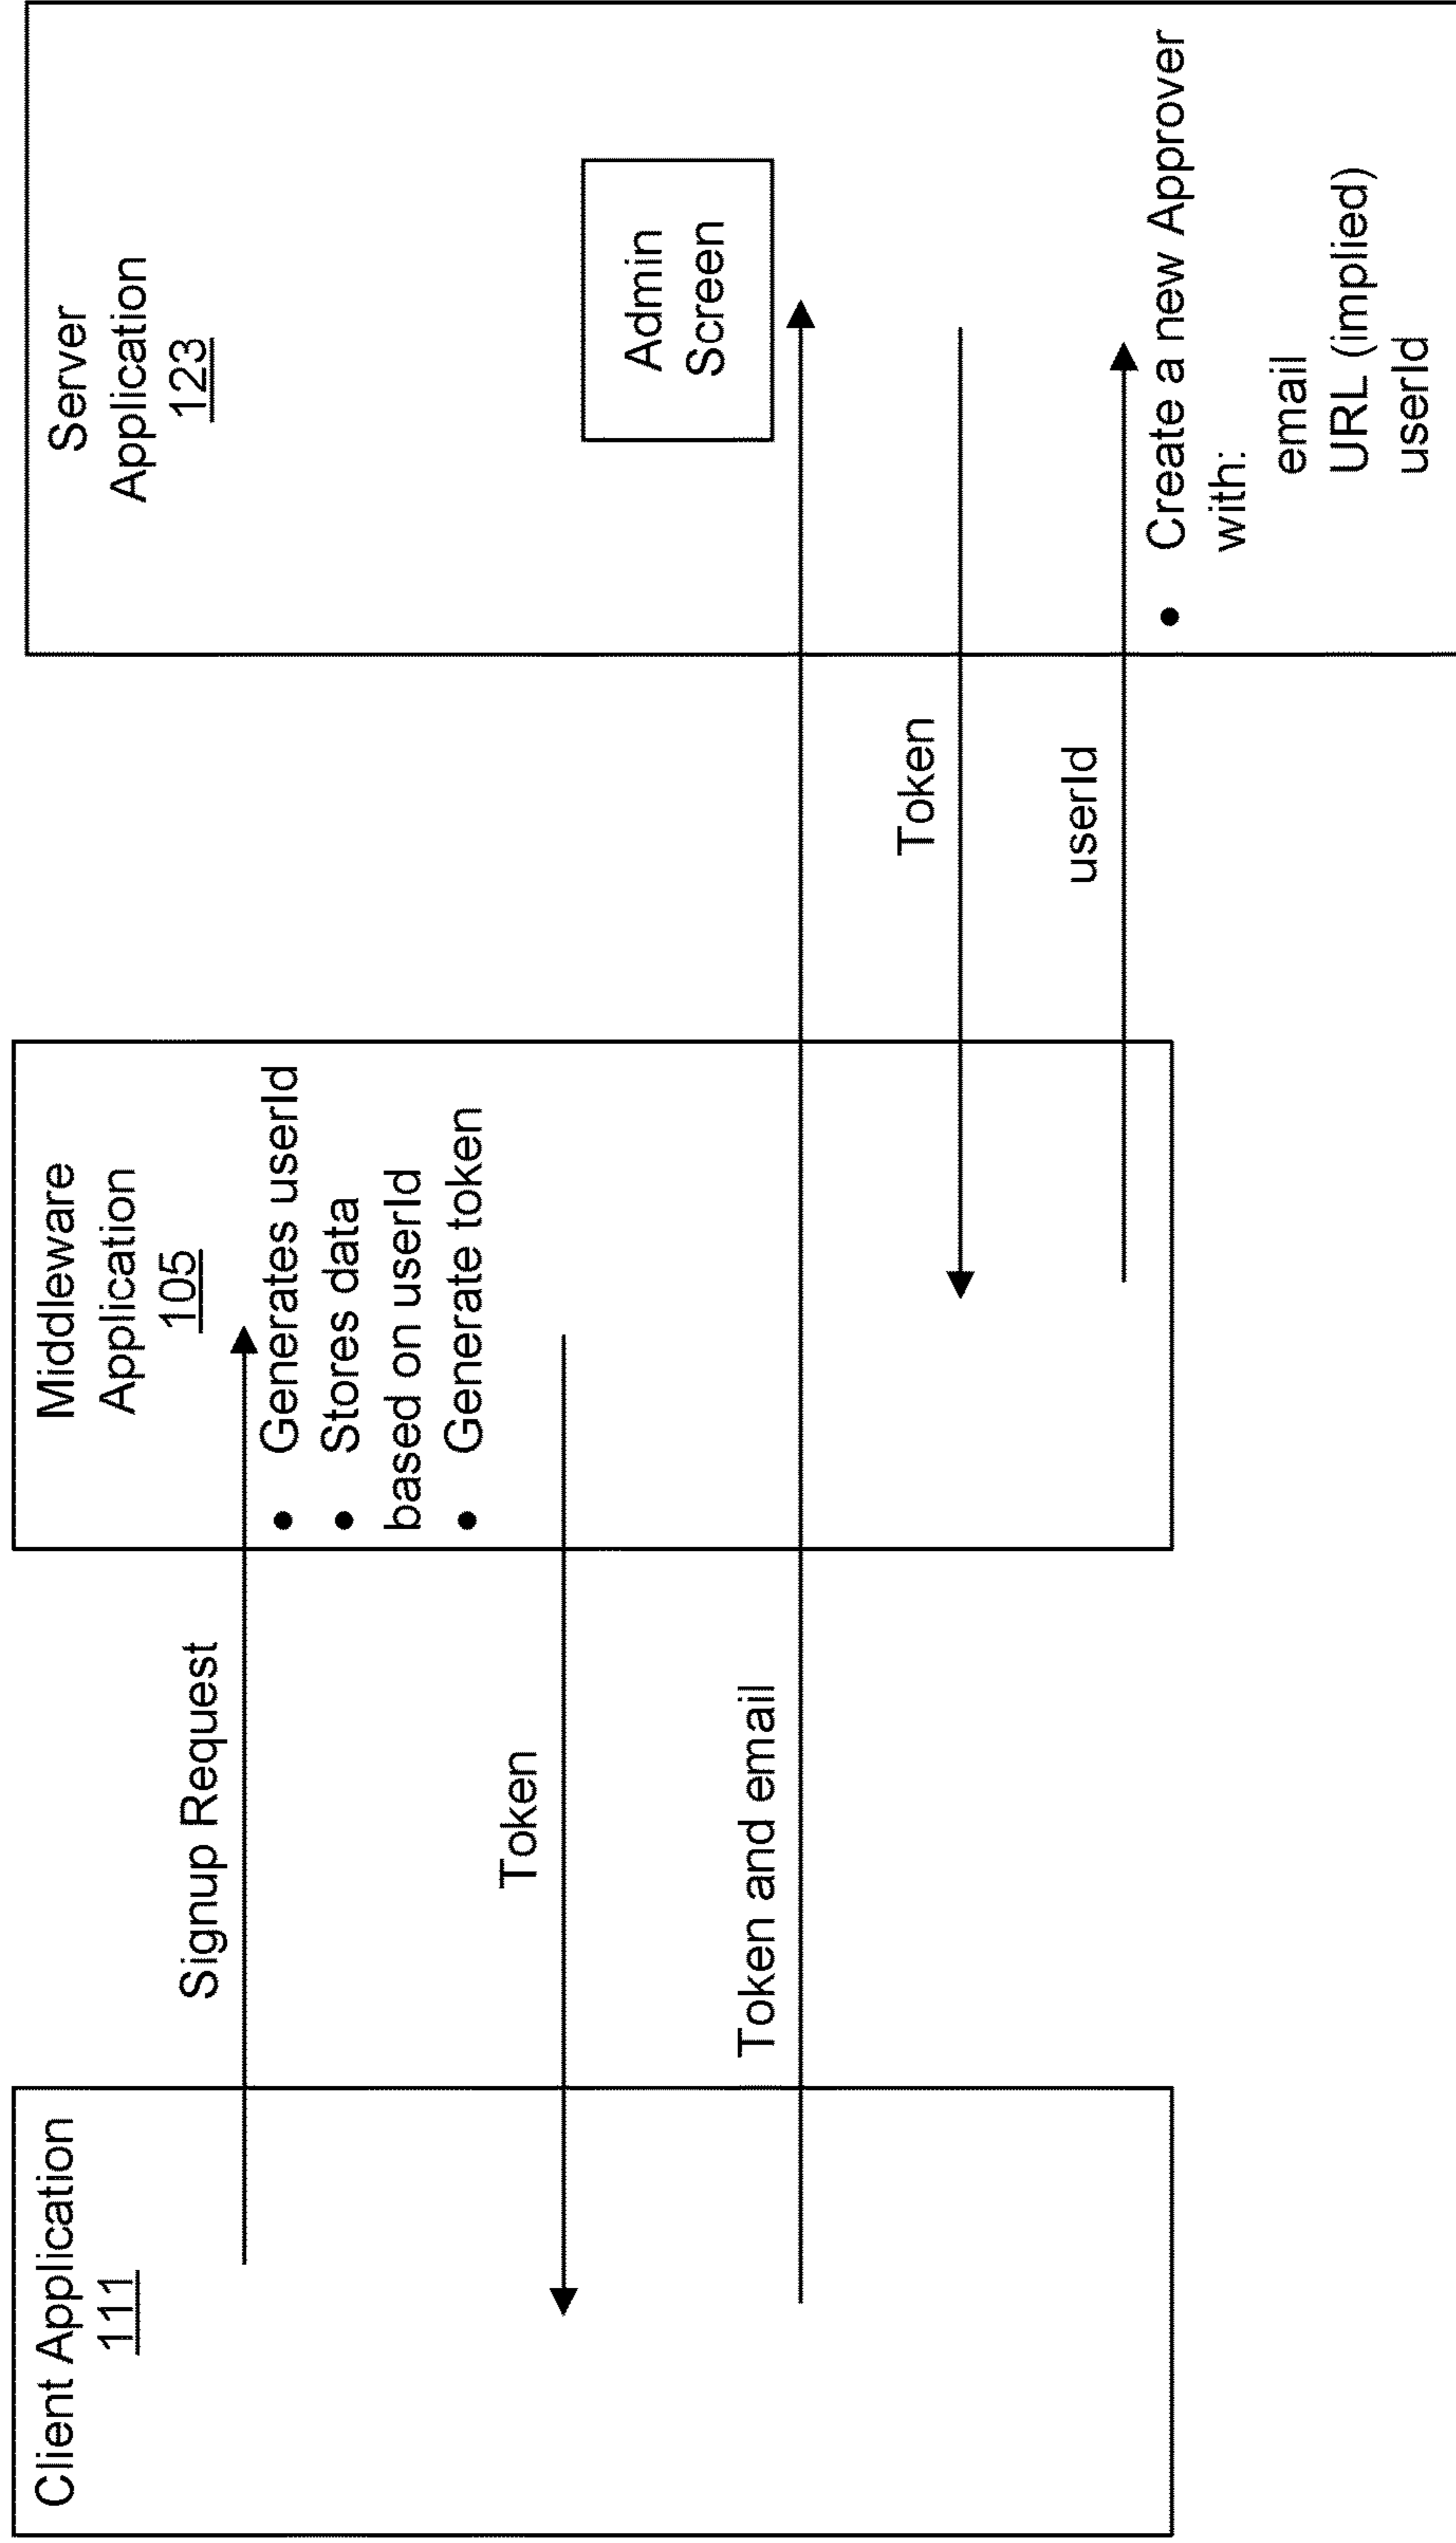 Client Application
111
Signup Request
Token
Token and email
Middleware
Application
105
• Generates userId
• Stores data
based on userId
• Generate token
Token
userId
Server
Application
123
Admin
Screen
• Create a new Approver
with:
email
URL (implied)
userId